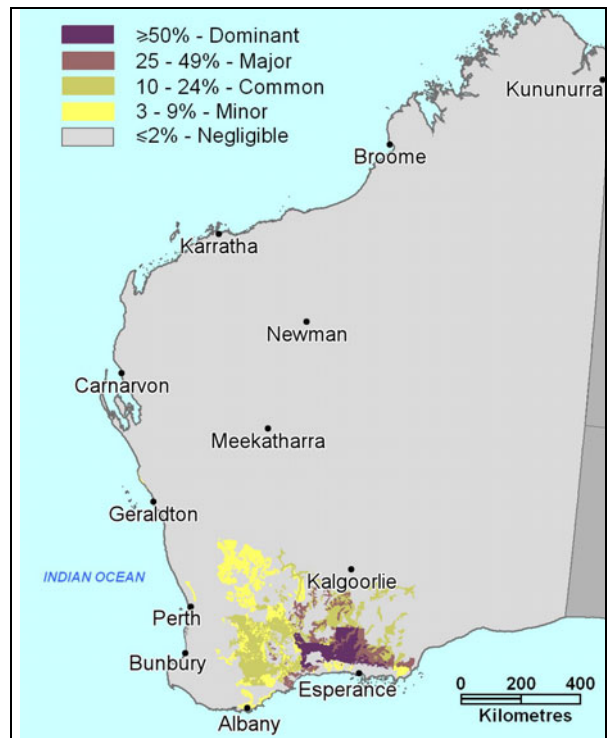 ≥50% - Dominant
25 - 49% - Major
10 - 24% - Common
3 - 9% - Minor
≤2% - Negligible
Kununurra
Broome
Karratha
Newman
Carnarvon
Meekatharra
Geraldton
INDIAN OCEAN
Kalgoorlie
Perth
Bunbury
Esperance
Albany
0 200 400
Kilometres